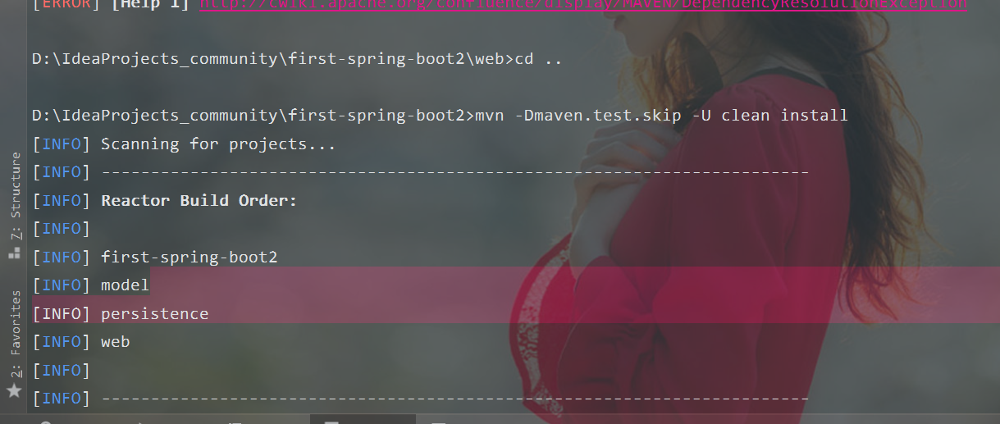 [ERROR] [Help 1] http://cwiki.apache.org/confluence/display/MAVEN/DependencyResolutionException
D:\IdeaProjects_community\first-spring-boot2\web>cd ..
D:\IdeaProjects_community\first-spring-boot2>mvn -Dmaven.test.skip -U clean install
[INFO] Scanning for projects...
[INFO] ------------------------------------------------------------------------
[INFO] Reactor Build Order:
[INFO]
[INFO] first-spring-boot2
[INFO] model
[INFO] persistence
[INFO] web
[INFO]
[INFO] ------------------------------------------------------------------------
7: Structure
2: Favorites